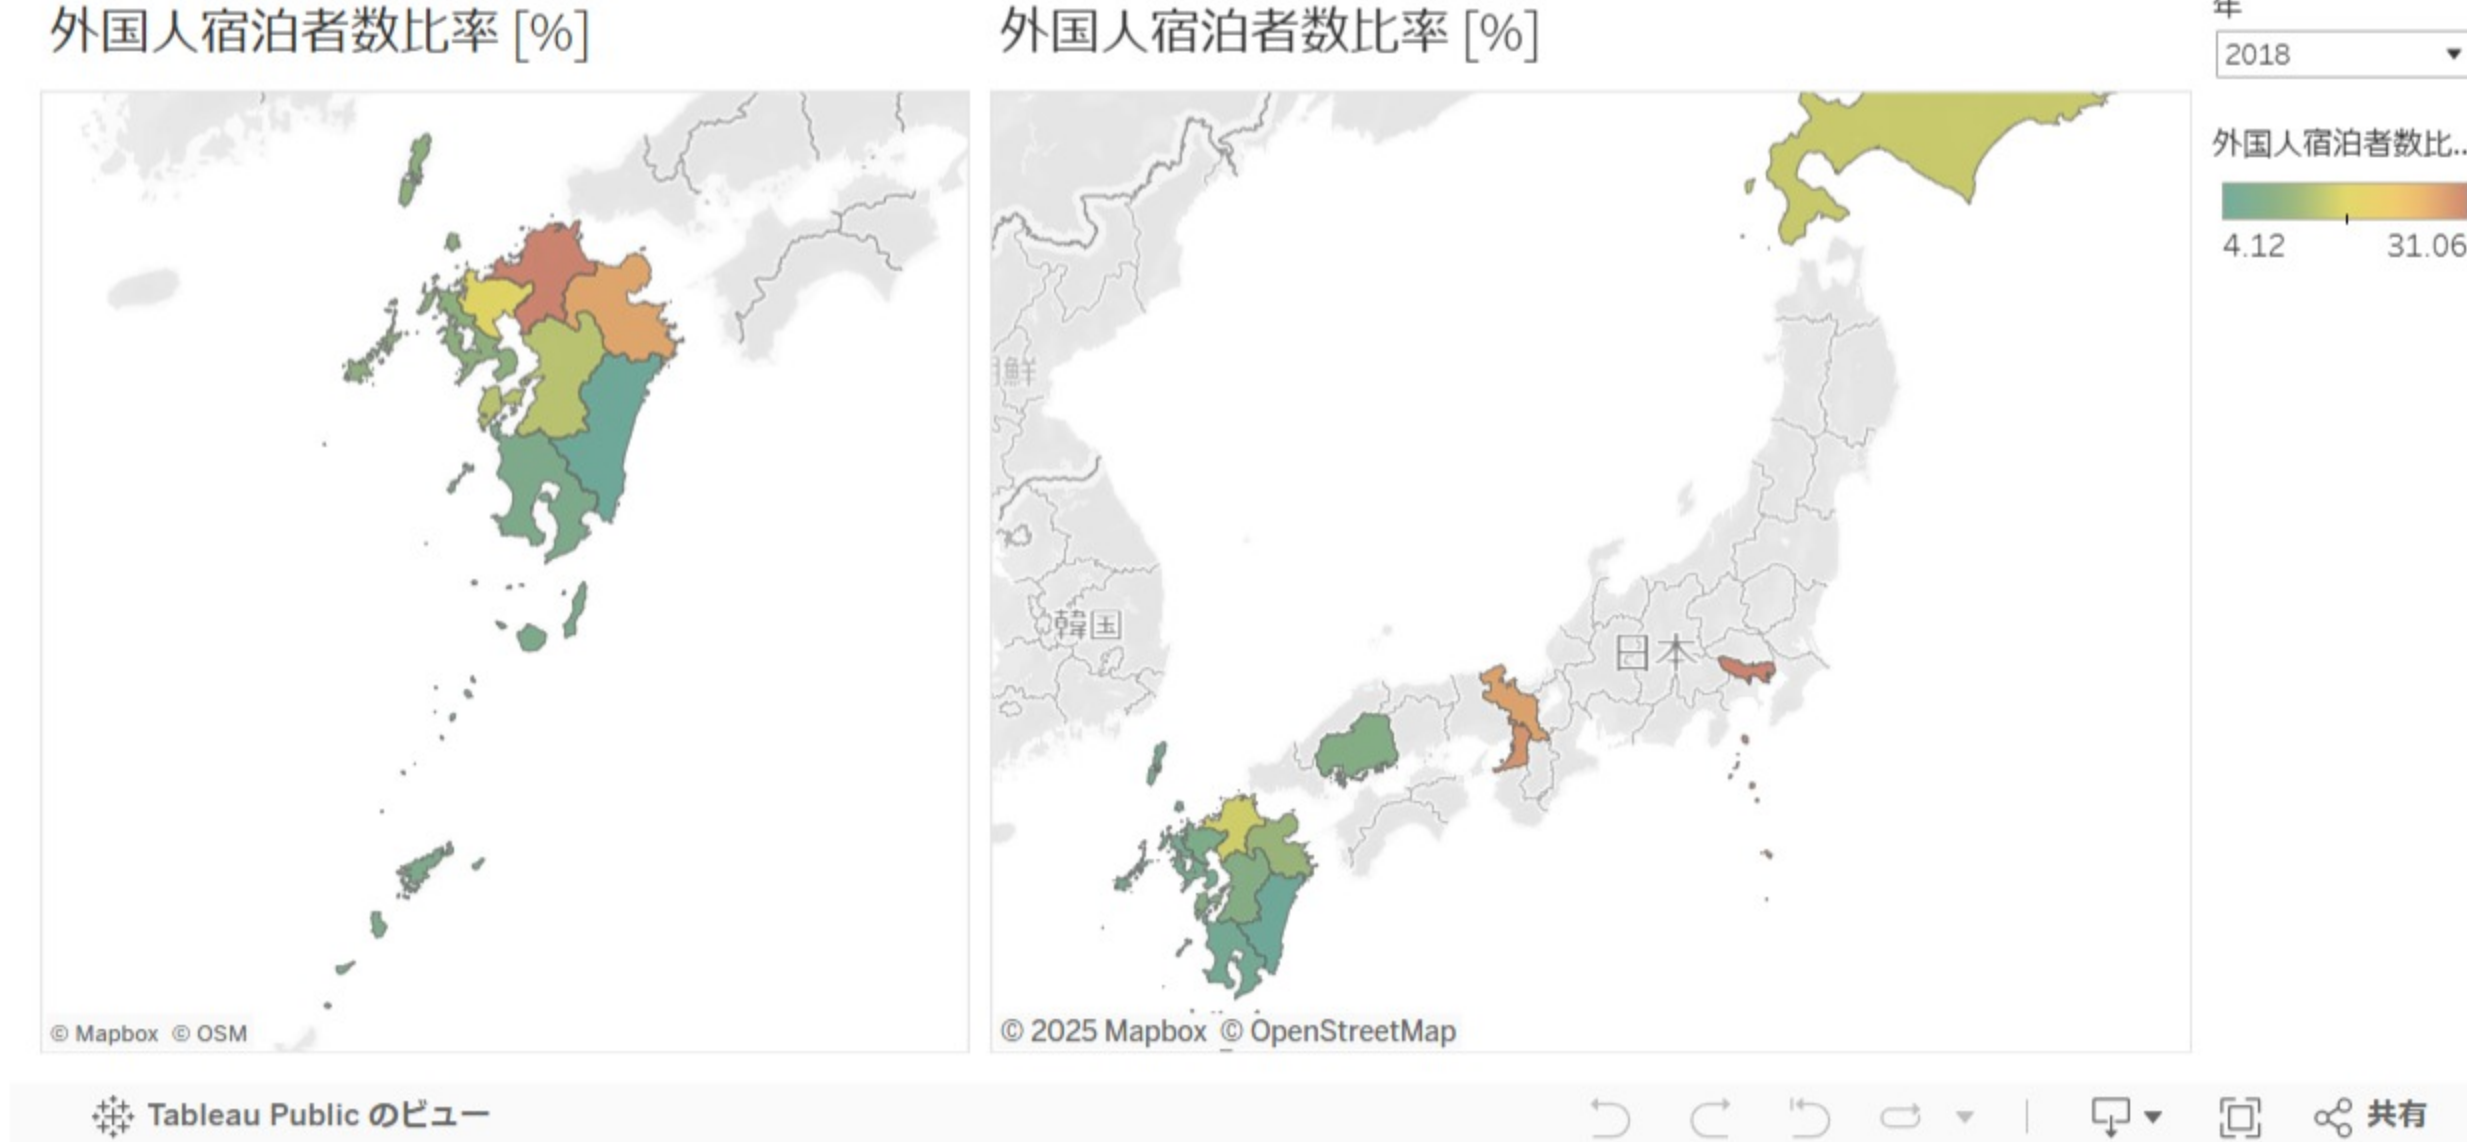 外国人宿泊者数比率 [%]
外国人宿泊者数比率 [%]
年
2018
外国人宿泊者数比..
4.12
31.06
鮮
韓国
日本
© Mapbox © OSM
© 2025 Mapbox © OpenStreetMap
Tableau Public のビュー
共有